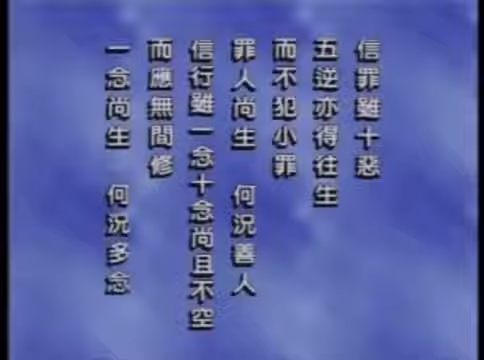 信罪雖十惡
五逆亦得往生
而不犯小罪
罪人尚生 何況善人
信行雖一念十念尚且不空
而應無間修
一念尚生 何況多念